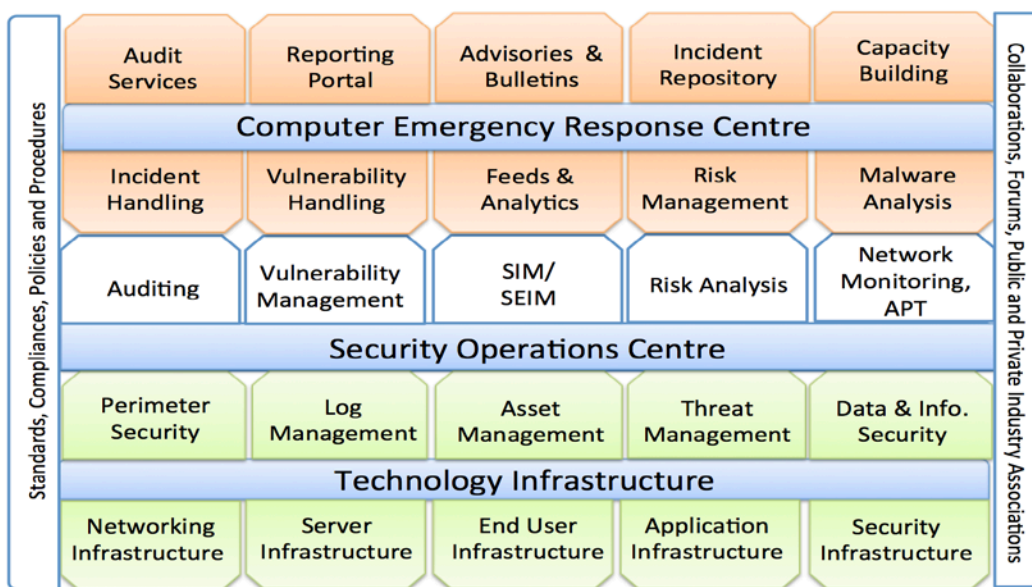 Standards, Compliances, Policies and Procedures
Audit
Services
Reporting
Portal
Advisories &
Bulletins
Incident
Repository
Capacity
Building
Computer Emergency Response Centre
Incident
Handling
Vulnerability
Handling
Feeds &
Analytics
Risk
Management
Malware
Analysis
Auditing
Vulnerability
Management
SIM/
SEIM
Risk Analysis
Network
Monitoring,
APT
Security Operations Centre
Perimeter
Security
Log
Management
Asset
Management
Threat
Management
Data & Info.
Security
Technology Infrastructure
Networking
Infrastructure
Server
Infrastructure
End User
Infrastructure
Application
Infrastructure
Security
Infrastructure
Collaborations, Forums, Public and Private Industry Associations